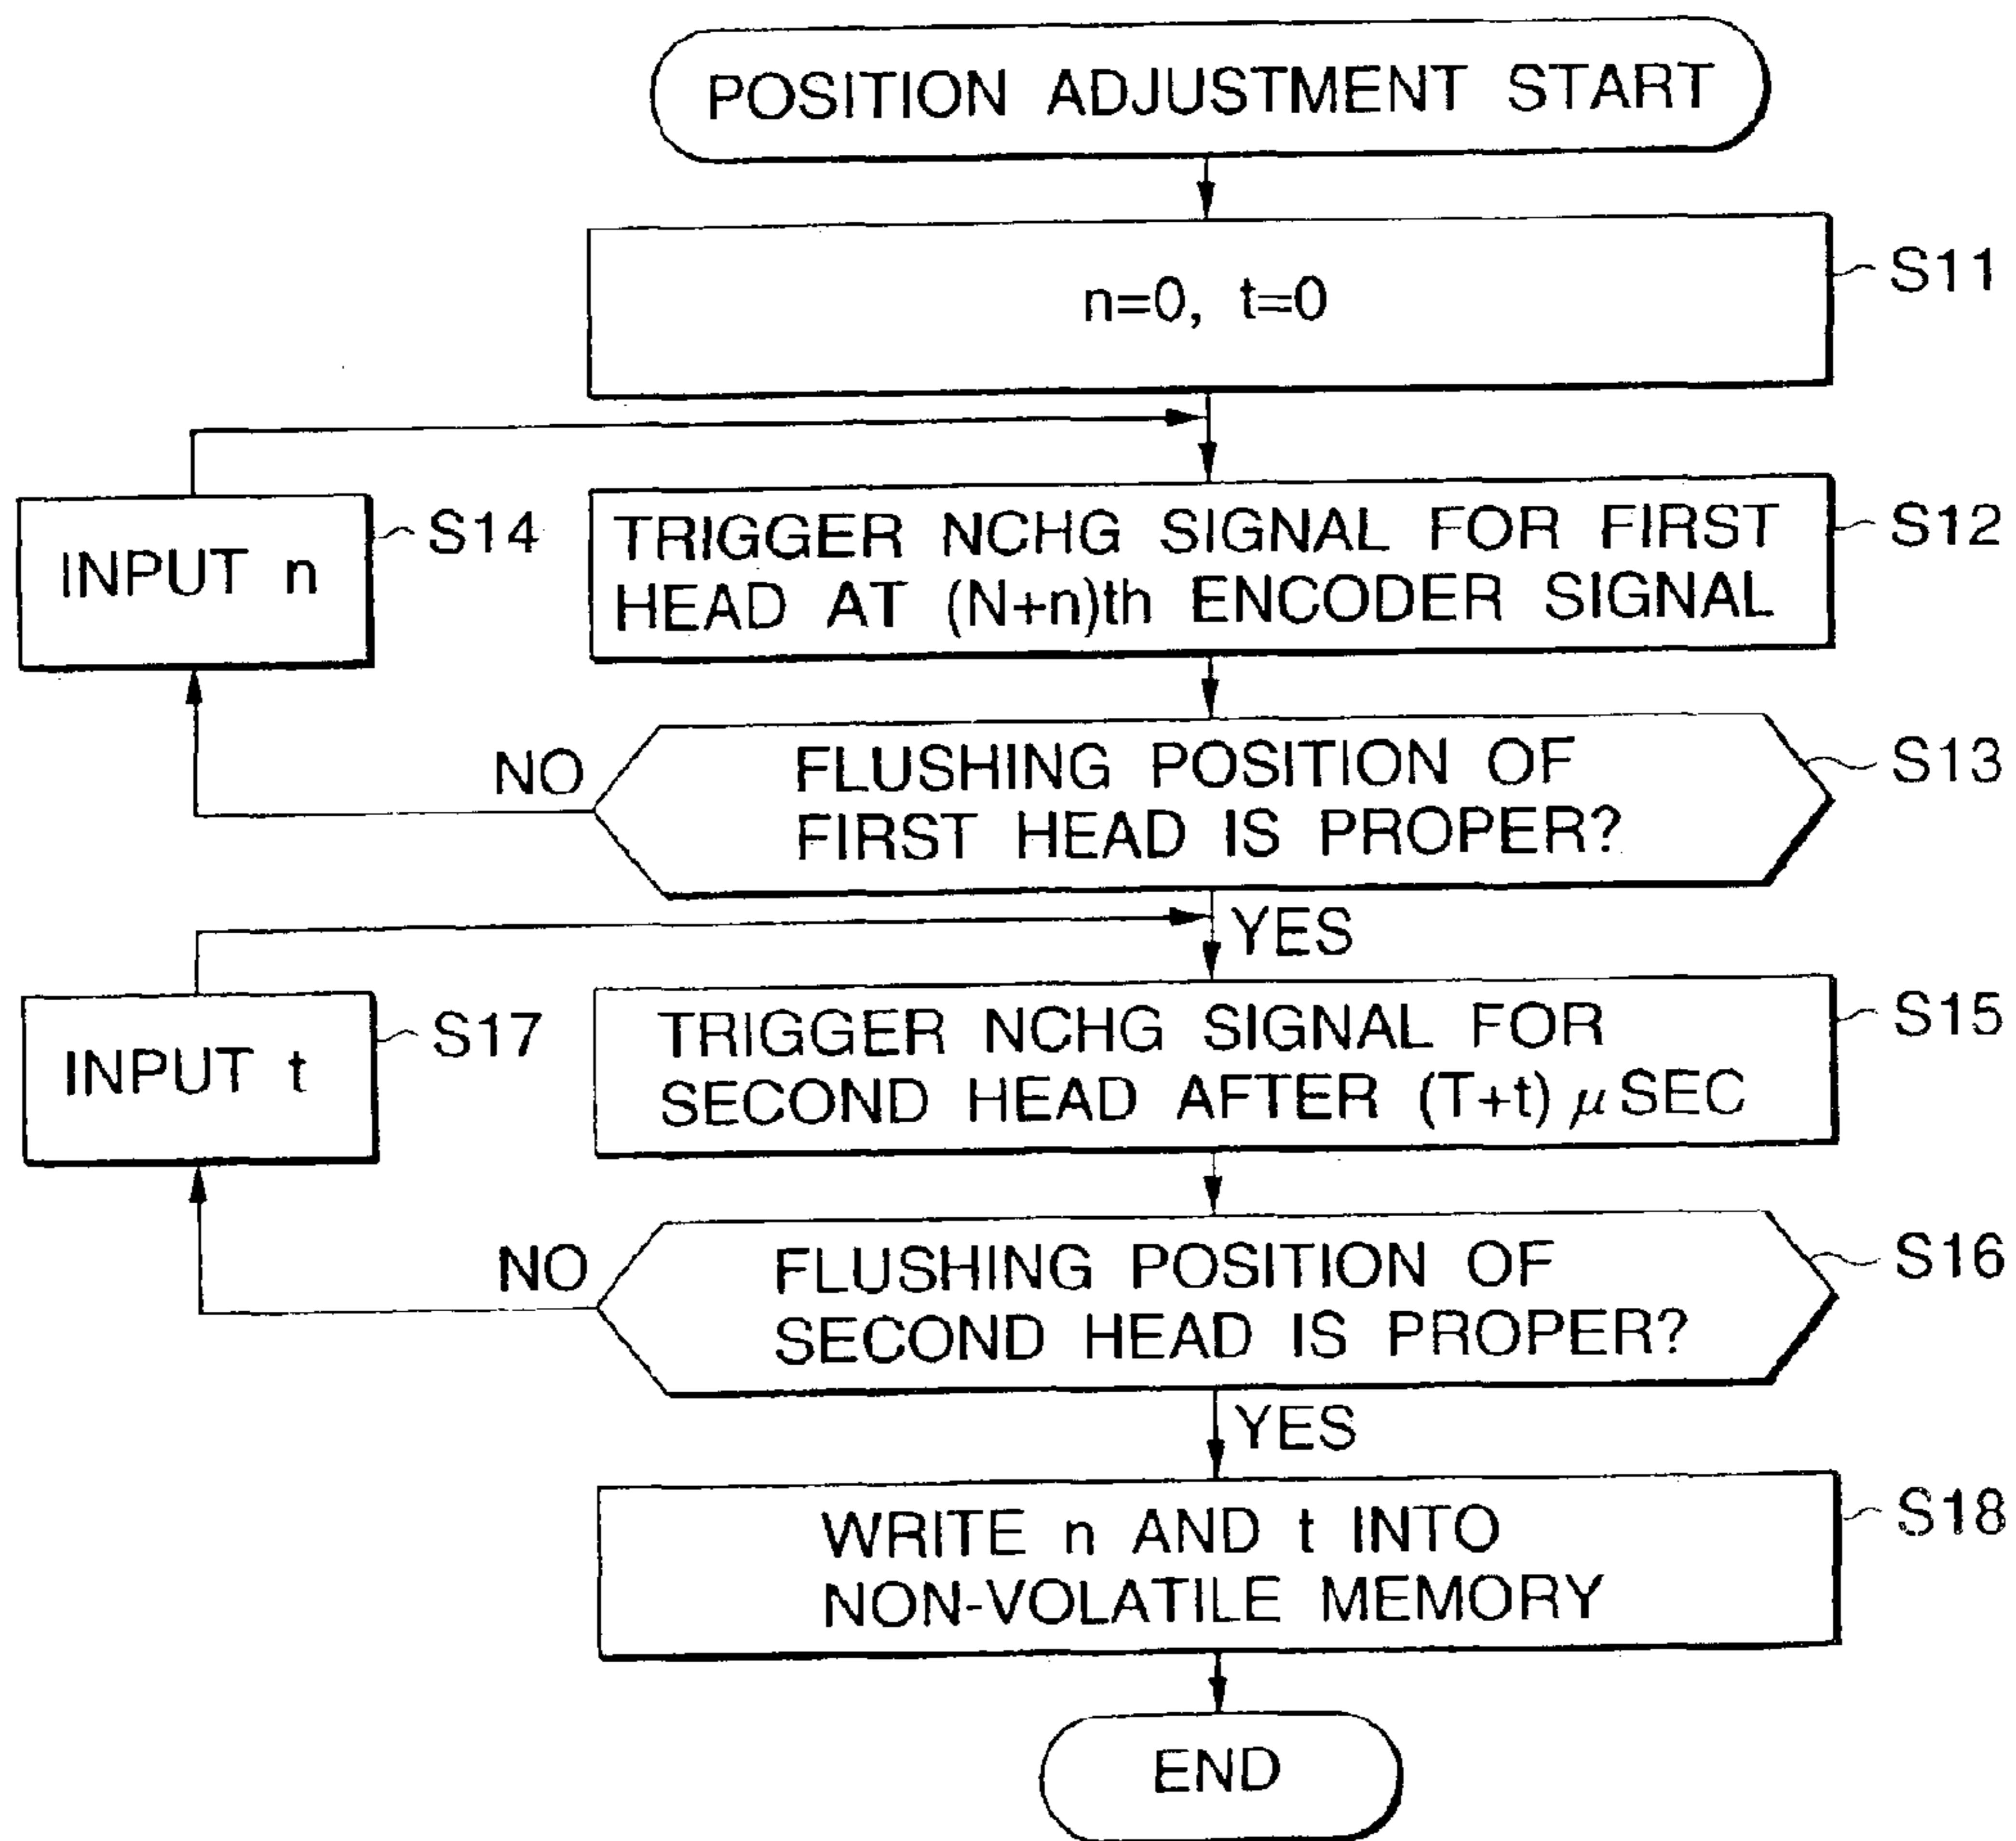 POSITION ADJUSTMENT START
n=0, t=0
S11
TRIGGER NCHG SIGNAL FOR FIRST
HEAD AT (N+n)th ENCODER SIGNAL
S12
INPUT n
S14
FLUSHING POSITION OF
FIRST HEAD IS PROPER?
S13
NO
YES
TRIGGER NCHG SIGNAL FOR
SECOND HEAD AFTER (T+t) μSEC
S15
INPUT t
S17
FLUSHING POSITION OF
SECOND HEAD IS PROPER?
S16
NO
YES
WRITE n AND t INTO
NON-VOLATILE MEMORY
S18
END